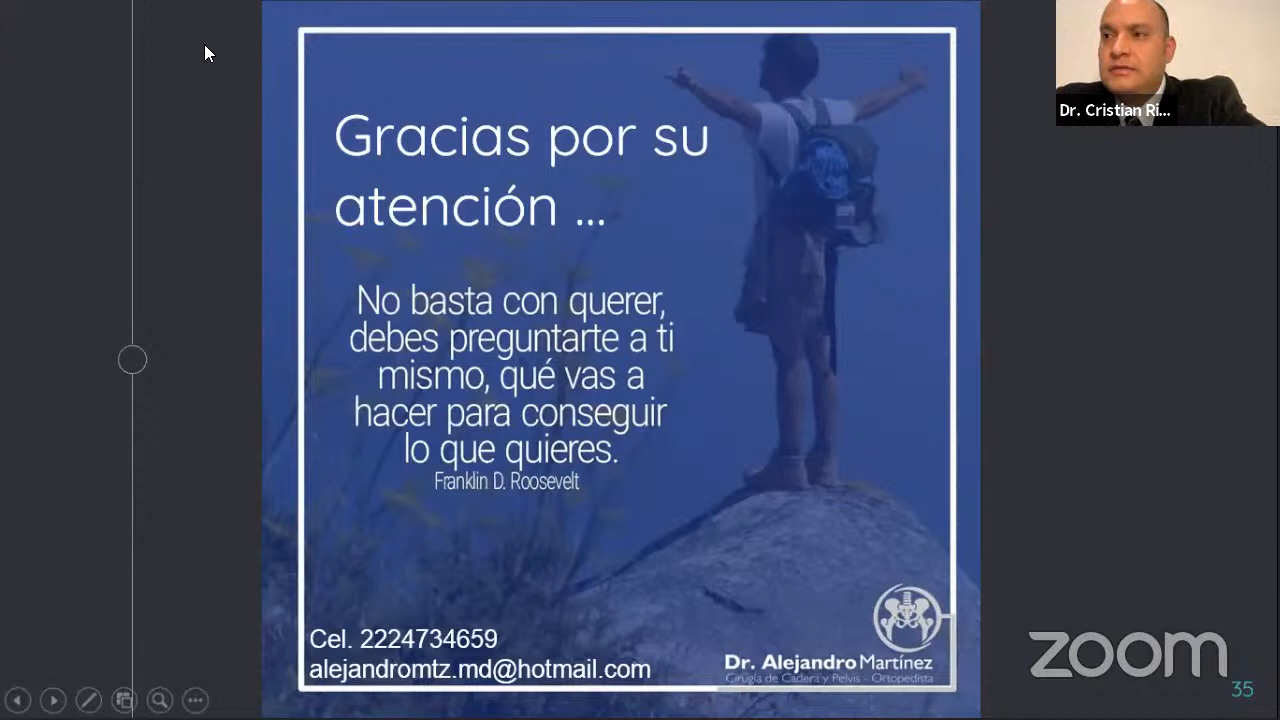 Dr. Cristian Ri...
Gracias por su
atención ...
No basta con querer,
debes preguntarte a ti
mismo, qué vas a
hacer para conseguir
lo que quieres.
Franklin D. Roosevelt
Cel. 2224734659
alejandromtz.md@hotmail.com
Dr. Alejandro Martínez
Cirugía de Cadera y Pelvis - Ortopedista
zoom
35